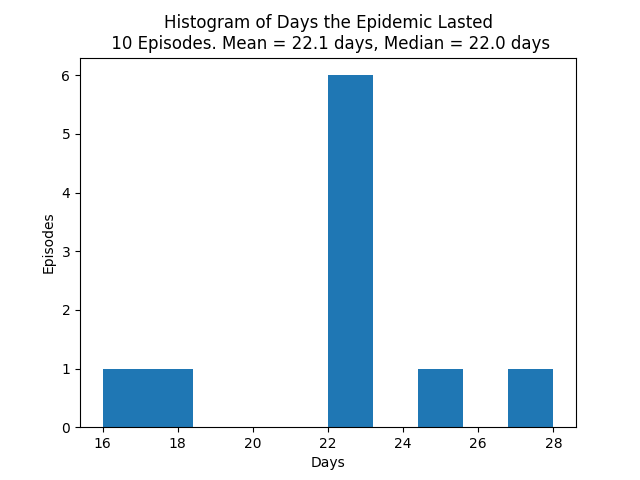 Histogram of Days the Epidemic Lasted
10 Episodes. Mean = 22.1 days, Median = 22.0 days
6
5
4
3
2
1
0
Episodes
16 18 20 22 24 26 28
Days